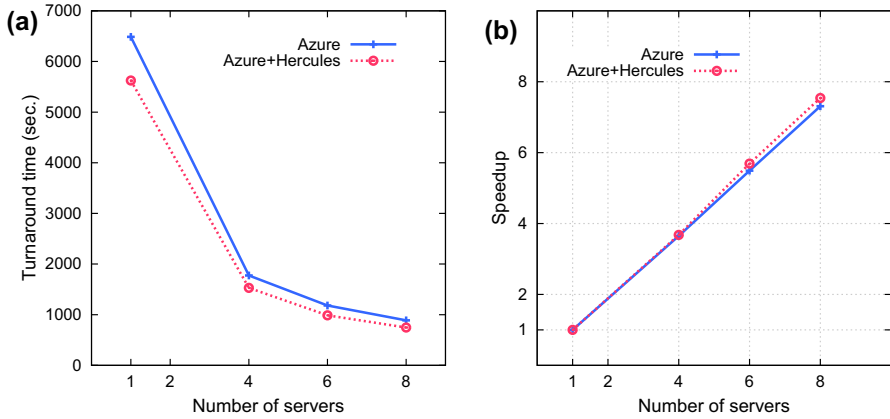 (a)
7000
6000
5000
4000
3000
2000
1000
0
Turnaround time (sec.)
Azure
Azure+Hercules
1 2 4 6 8
Number of servers
(b)
8
6
4
2
1
Speedup
Azure
Azure+Hercules
1 2 4 6 8
Number of servers